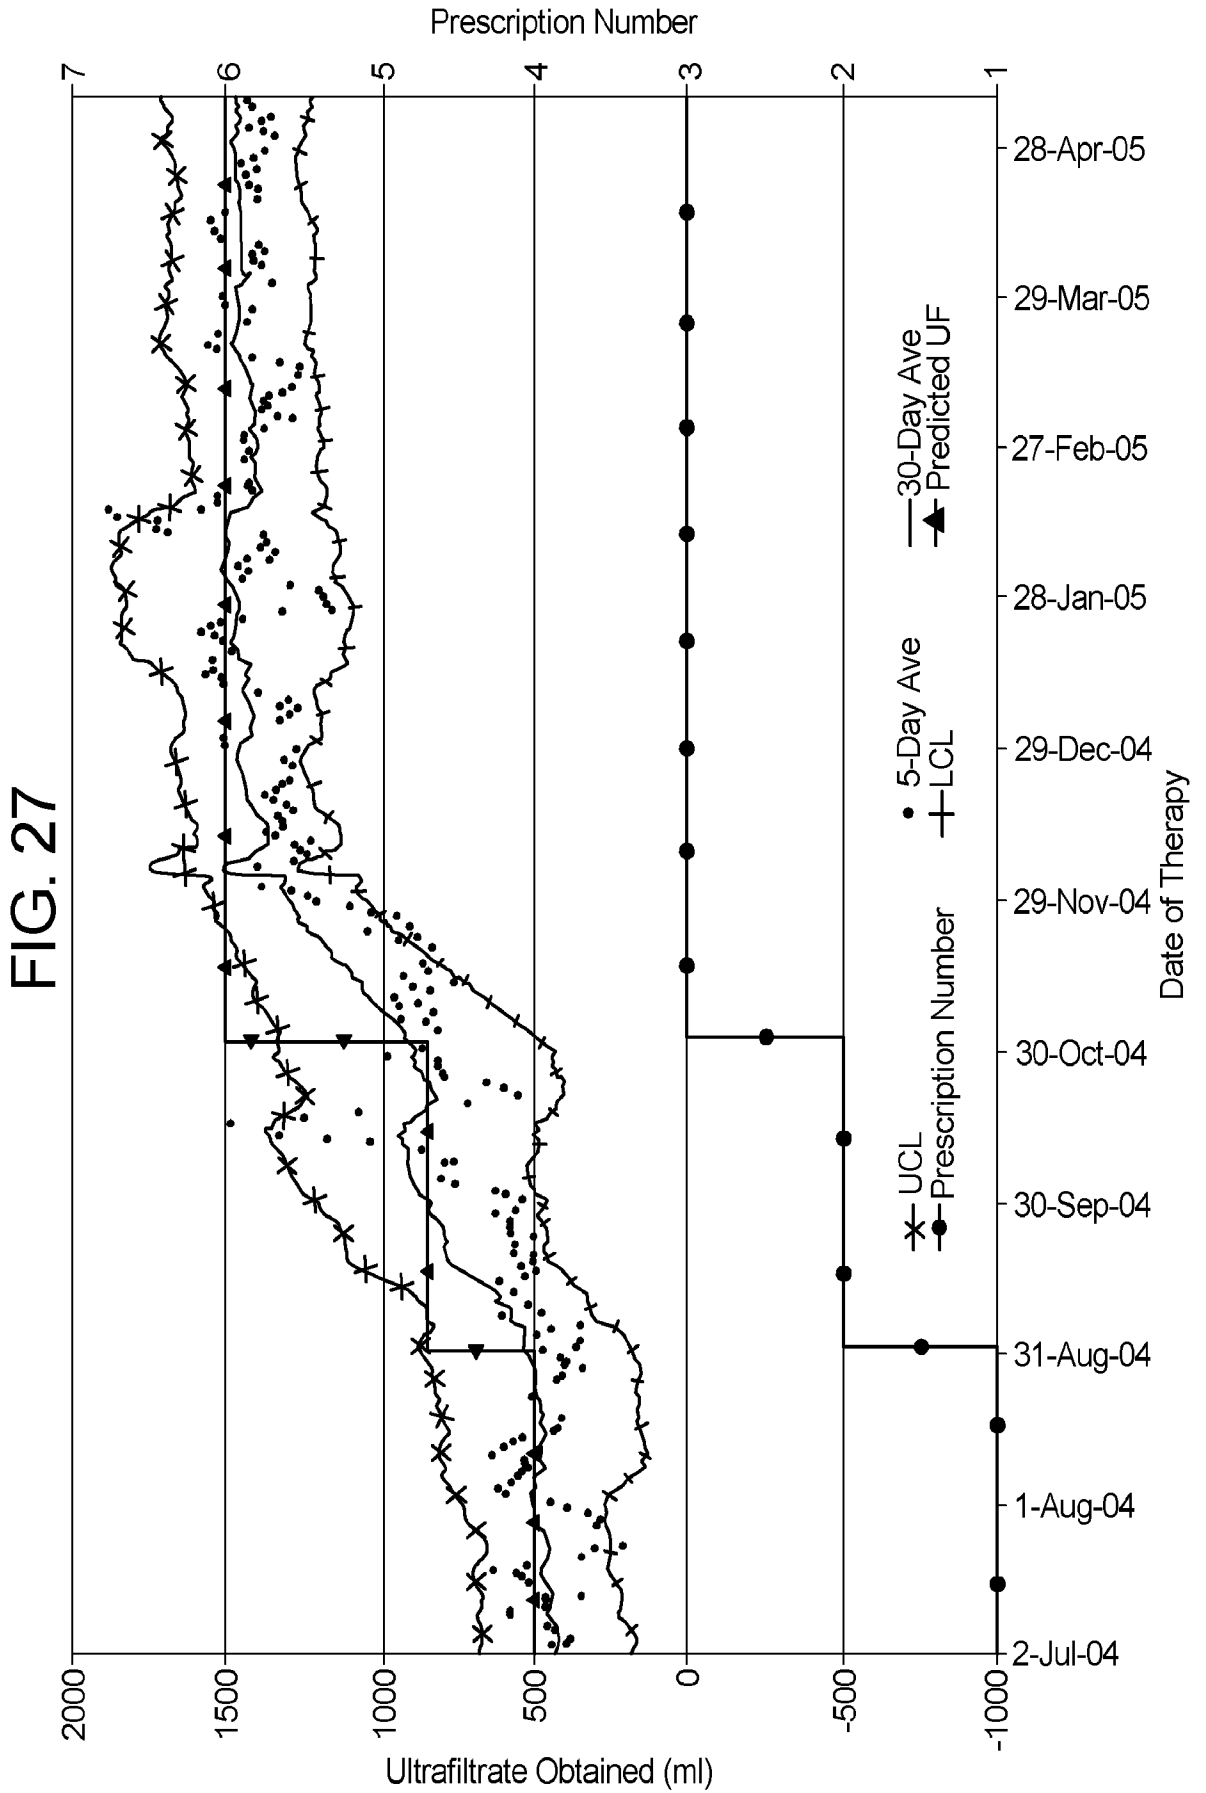 FIG. 27
Ultrafiltrate Obtained (ml)
2000
1500
1000
500
0
-500
-1000
Prescription Number
7
6
5
4
3
2
1
2-Jul-04
1-Aug-04
31-Aug-04
30-Sep-04
30-Oct-04
29-Nov-04
29-Dec-04
28-Jan-05
27-Feb-05
29-Mar-05
28-Apr-05
Date of Therapy
UCL
5-Day Ave
30-Day Ave
Prescription Number
LCL
Predicted UF